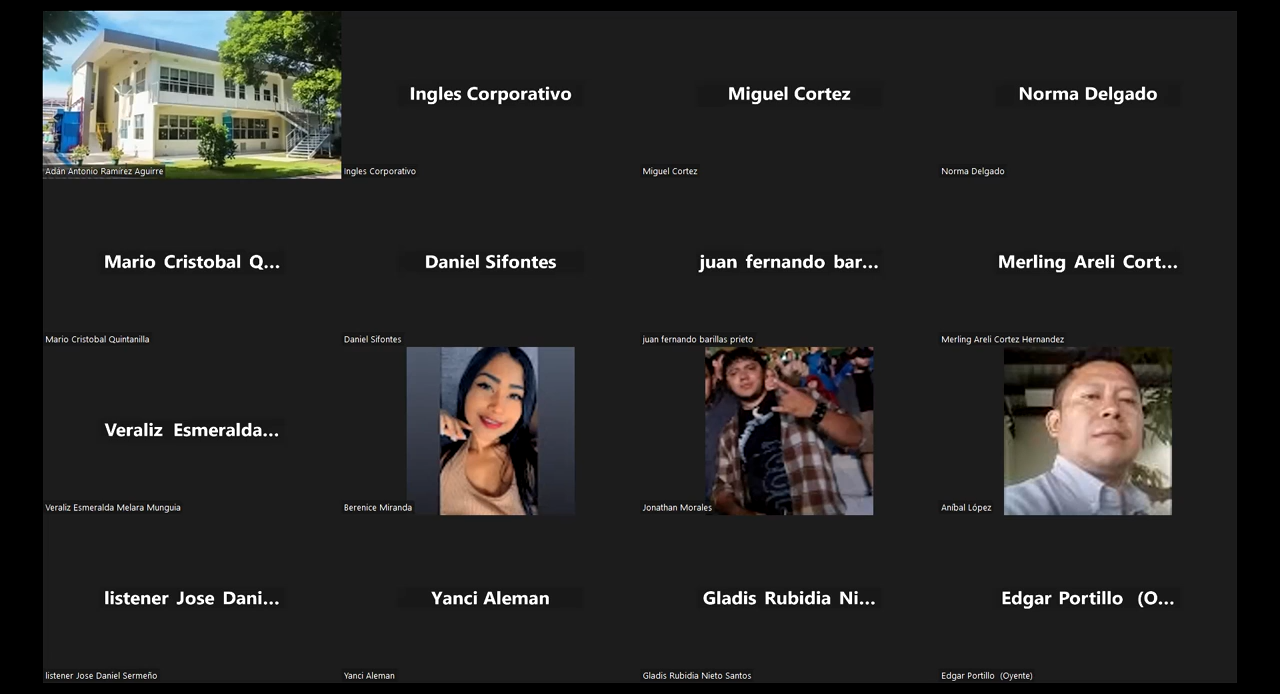 Adán Antonio Ramírez Aguirre
Ingles Corporativo
Ingles Corporativo
Miguel Cortez
Miguel Cortez
Norma Delgado
Norma Delgado
Mario Cristobal Q...
Mario Cristobal Quintanilla
Daniel Sifontes
Daniel Sifontes
juan fernando bar...
juan fernando barillas prieto
Merling Areli Cort...
Merling Areli Cortez Hernandez
Veraliz Esmeralda...
Veraliz Esmeralda Melara Munguia
Berenice Miranda
Jonathan Morales
Aníbal López
listener Jose Dani...
listener Jose Daniel Sermeño
Yanci Aleman
Yanci Aleman
Gladis Rubidia Ni...
Gladis Rubidia Nieto Santos
Edgar Portillo (O...
Edgar Portillo (Oyente)